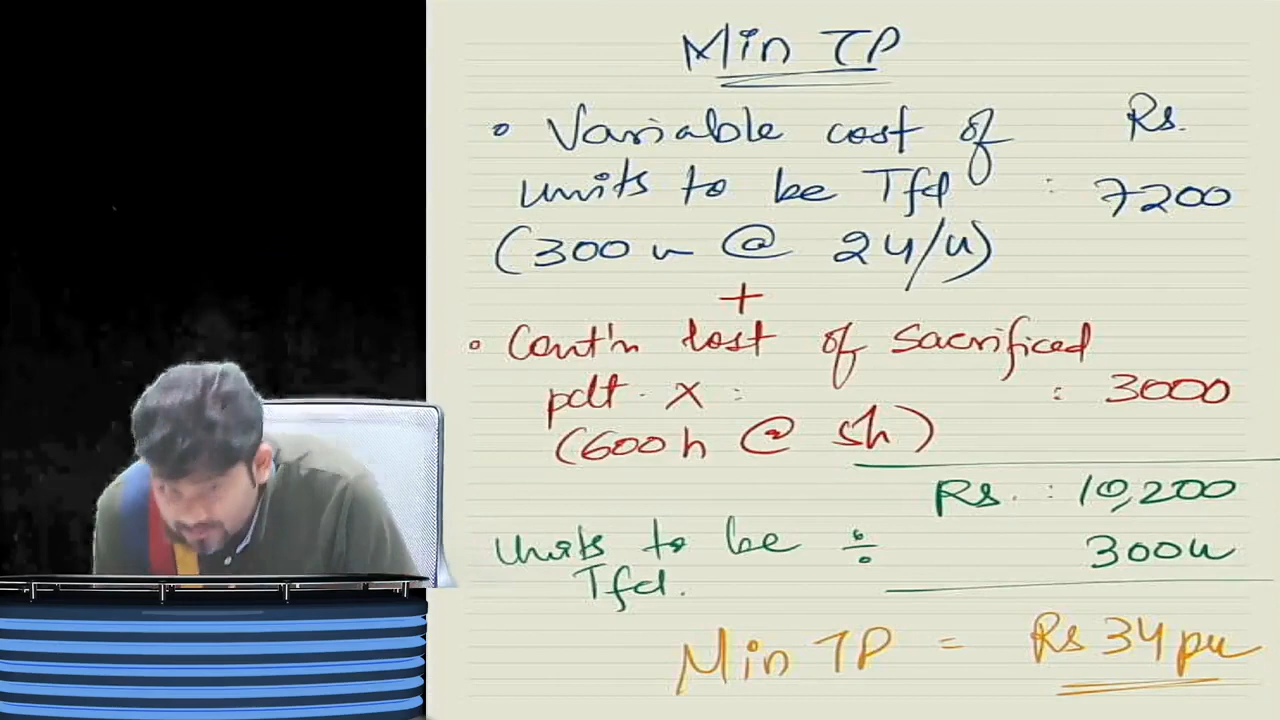 Min TP
• Variable cost of Rs.
units to be Tfd : 7200
(300 u @ 24/u)
+
• Cont'n lost of sacrificed
pdt. X : : 3000
(600 h @ 5/h)
Rs. : 10,200
Units to be ÷ 300u
Tfd.
Min TP = Rs 34 pu